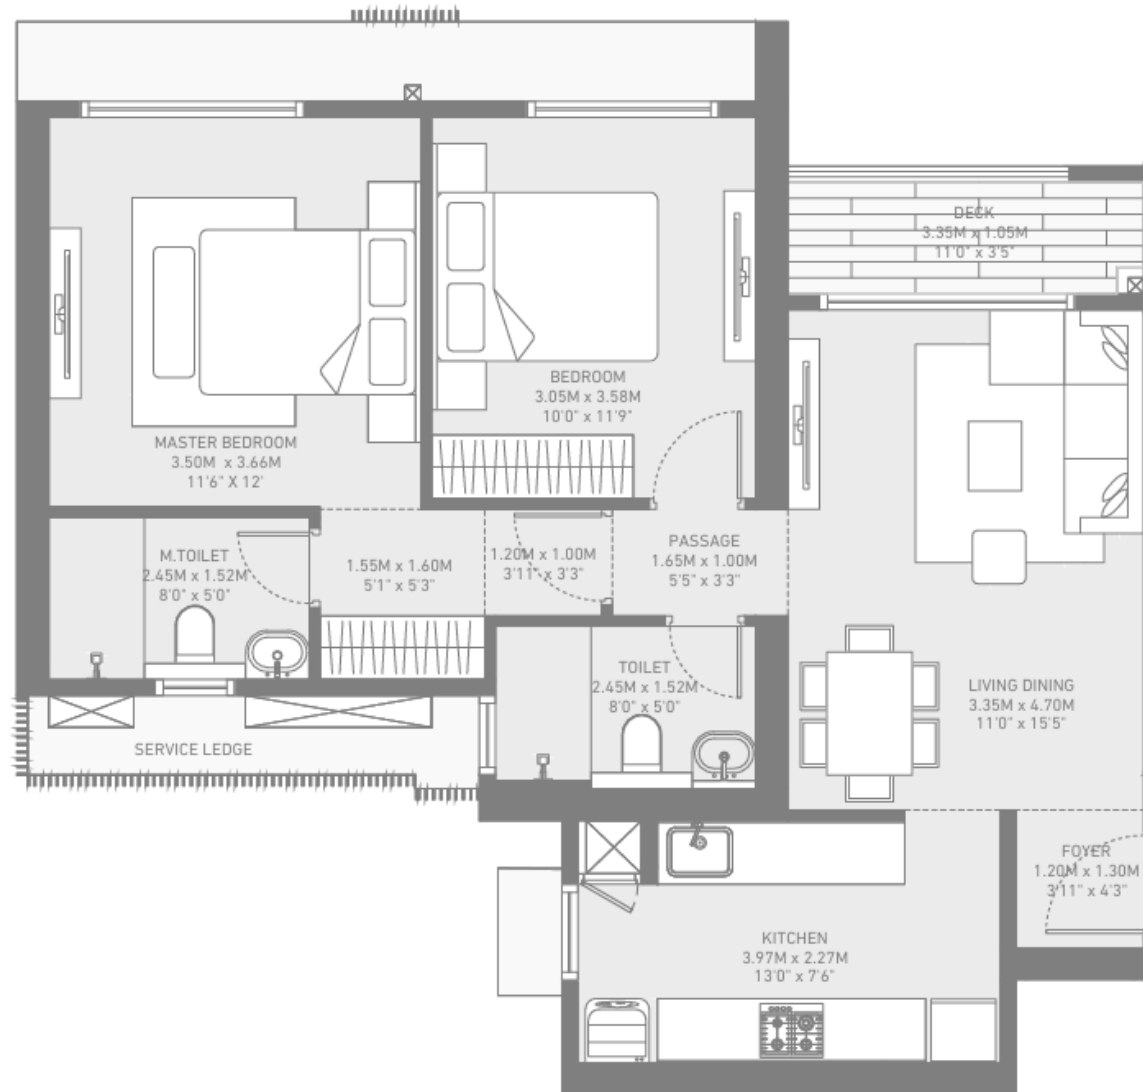 DECK
3.35M x 1.05M
11'0" x 3'5"
BEDROOM
3.05M x 3.58M
10'0" x 11'9"
MASTER BEDROOM
3.50M x 3.66M
11'6" X 12'
M.TOILET
2.45M x 1.52M
8'0" x 5'0"
1.55M x 1.60M
5'1" x 5'3"
1.20M x 1.00M
3'11" x 3'3"
PASSAGE
1.65M x 1.00M
5'5" x 3'3"
TOILET
2.45M x 1.52M
8'0" x 5'0"
LIVING DINING
3.35M x 4.70M
11'0" x 15'5"
SERVICE LEDGE
FOYER
1.20M x 1.30M
3'11" x 4'3"
KITCHEN
3.97M x 2.27M
13'0" x 7'6"